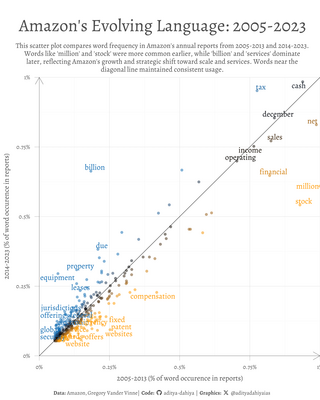 Amazon's Evolving Language: 2005-2023
This scatter plot compares word frequency in Amazon's annual reports from 2005-2013 and 2014-2023.
Words like 'million' and 'stock' were more common earlier, while 'billion' and 'services' dominate
later, reflecting Amazon's growth and strategic shift toward scale and services. Words near the
diagonal line maintained consistent usage.
1%
tax
cash
december
net
sales
0.75%
income
operating
billion
financial
million
stock
0.5%
due
property
equipment
0.25%
leases
compensation
jurisdiction
offering
fixed
patent
websites
website
0%
2014-2023 (% of word occurence in reports)
0%
0.25%
0.5%
0.75%
2005-2013 (% of word occurence in reports)
Data: Amazon, Gregory Vander Vinne| Code: aditya-dahiya | Graphics: @adityadahiyaias